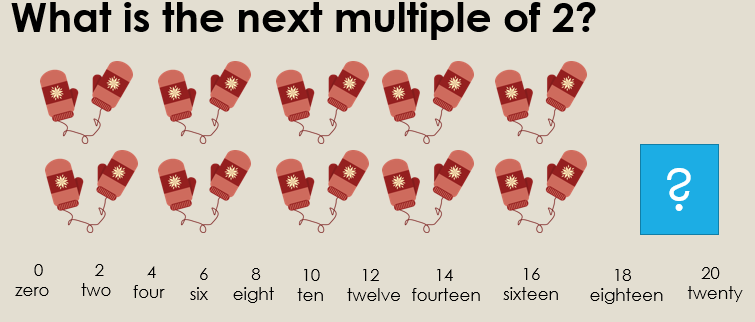 What is the next multiple of 2?
?
0 2 4 6 8 10 12 14 16 18 20
zero two four six eight ten twelve fourteen sixteen eighteen twenty